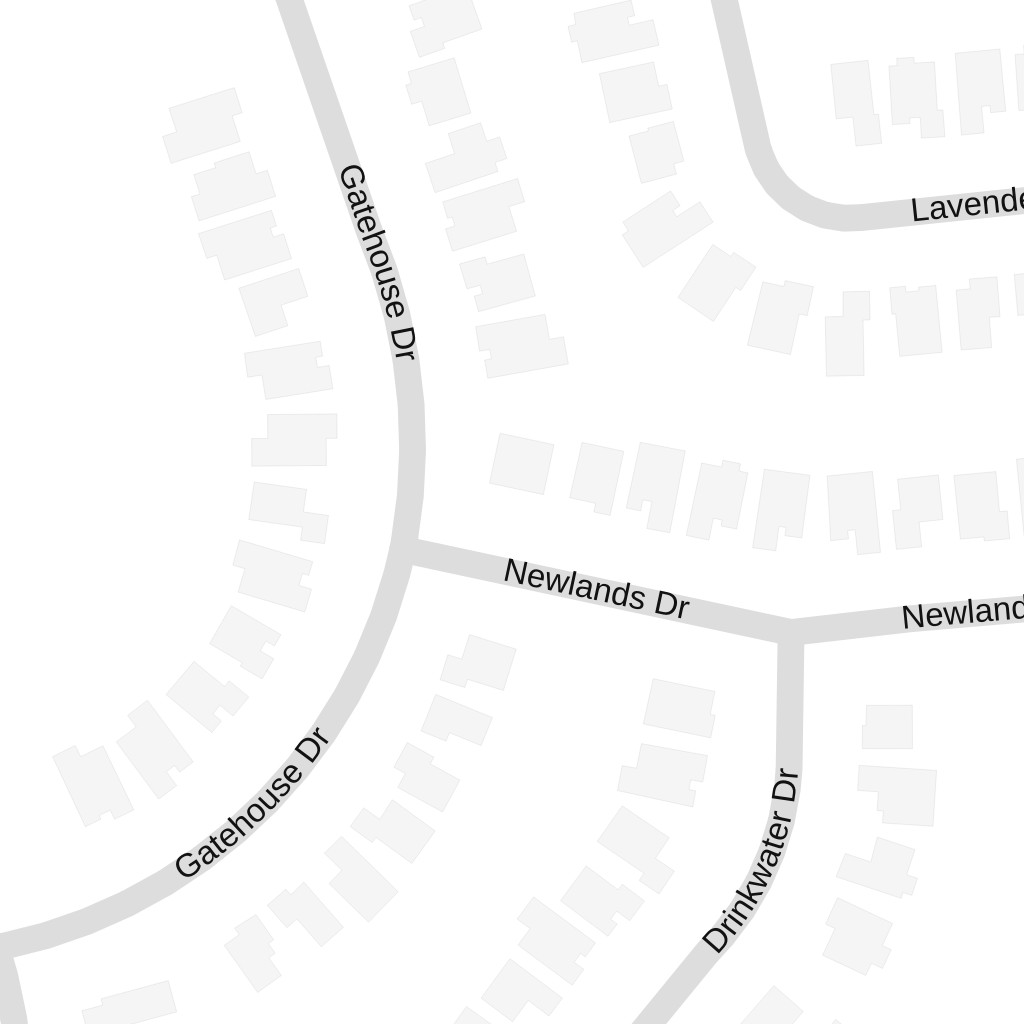 Gatehouse Dr
Lavende
Newlands Dr
Newland
Gatehouse Dr
Drinkwater Dr